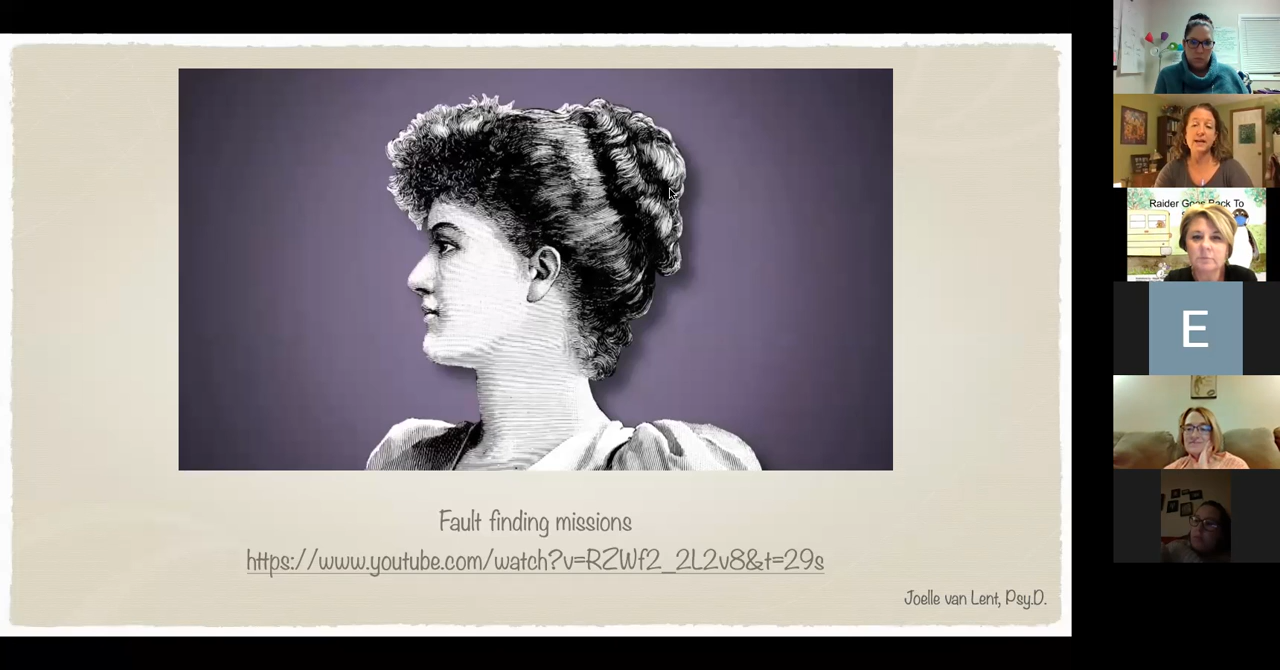 Fault finding missions
https://www.youtube.com/watch?v=RZWf2_2L2v8&t=29s
Joelle van Lent, Psy.D.
Raider Goes Back To
E